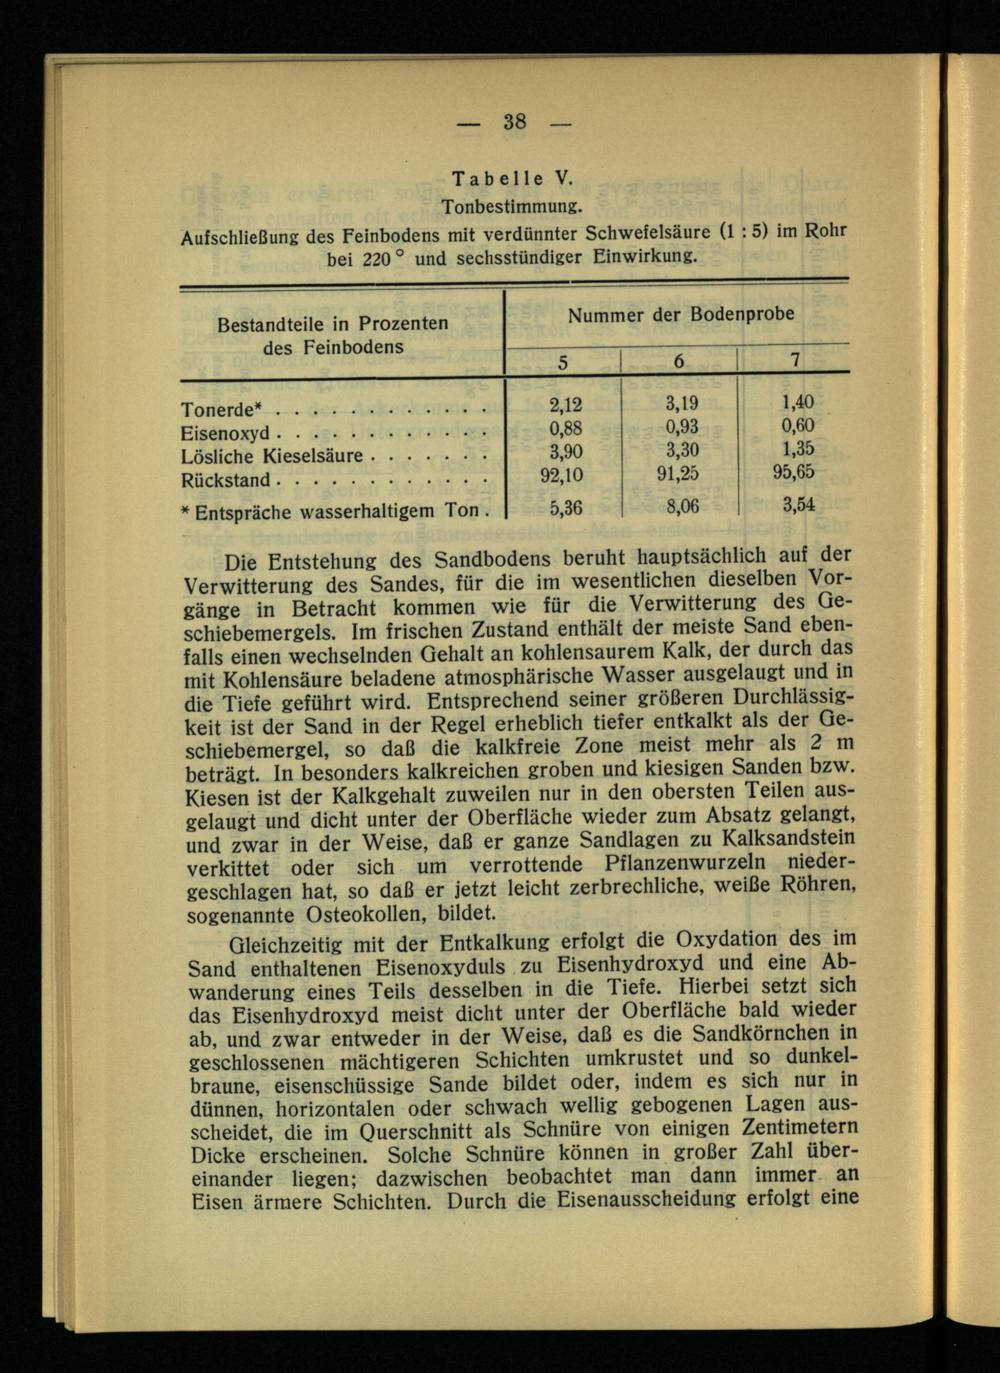 — 38 —
Tabelle V.
Tonbestimmung.
Aufschließung des Feinbodens mit verdünnter Schwefelsäure (1 : 5) im Rohr
bei 220° und sechsstündiger Einwirkung.
Bestandteile in Prozenten
des Feinbodens
Nummer der Bodenprobe
5 6 7
Tonerde* . . . . . . . . . . . . 2,12 3,19 1,40
Eisenoxyd . . . . . . . . . . . . 0,88 0,93 0,60
Lösliche Kieselsäure . . . . . . . 3,90 3,30 1,35
Rückstand . . . . . . . . . . . . 92,10 91,25 95,65
* Entspräche wasserhaltigem Ton . 5,36 8,06 3,54
Die Entstehung des Sandbodens beruht hauptsächlich auf der
Verwitterung des Sandes, für die im wesentlichen dieselben Vor-
gänge in Betracht kommen wie für die Verwitterung des Ge-
schiebemergels. Im frischen Zustand enthält der meiste Sand eben-
falls einen wechselnden Gehalt an kohlensaurem Kalk, der durch das
mit Kohlensäure beladene atmosphärische Wasser ausgelaugt und in
die Tiefe geführt wird. Entsprechend seiner größeren Durchlässig-
keit ist der Sand in der Regel erheblich tiefer entkalkt als der Ge-
schiebemergel, so daß die kalkfreie Zone meist mehr als 2 m
beträgt. In besonders kalkreichen groben und kiesigen Sanden bzw.
Kiesen ist der Kalkgehalt zuweilen nur in den obersten Teilen aus-
gelaugt und dicht unter der Oberfläche wieder zum Absatz gelangt,
und zwar in der Weise, daß er ganze Sandlagen zu Kalksandstein
verkittet oder sich um verrottende Pflanzenwurzeln nieder-
geschlagen hat, so daß er jetzt leicht zerbrechliche, weiße Röhren,
sogenannte Osteokollen, bildet.
Gleichzeitig mit der Entkalkung erfolgt die Oxydation des im
Sand enthaltenen Eisenoxyduls zu Eisenhydroxyd und eine Ab-
wanderung eines Teils desselben in die Tiefe. Hierbei setzt sich
das Eisenhydroxyd meist dicht unter der Oberfläche bald wieder
ab, und zwar entweder in der Weise, daß es die Sandkörnchen in
geschlossenen mächtigeren Schichten umkrustet und so dunkel-
braune, eisenschüssige Sande bildet oder, indem es sich nur in
dünnen, horizontalen oder schwach wellig gebogenen Lagen aus-
scheidet, die im Querschnitt als Schnüre von einigen Zentimetern
Dicke erscheinen. Solche Schnüre können in großer Zahl über-
einander liegen; dazwischen beobachtet man dann immer an
Eisen ärmere Schichten. Durch die Eisenausscheidung erfolgt eine